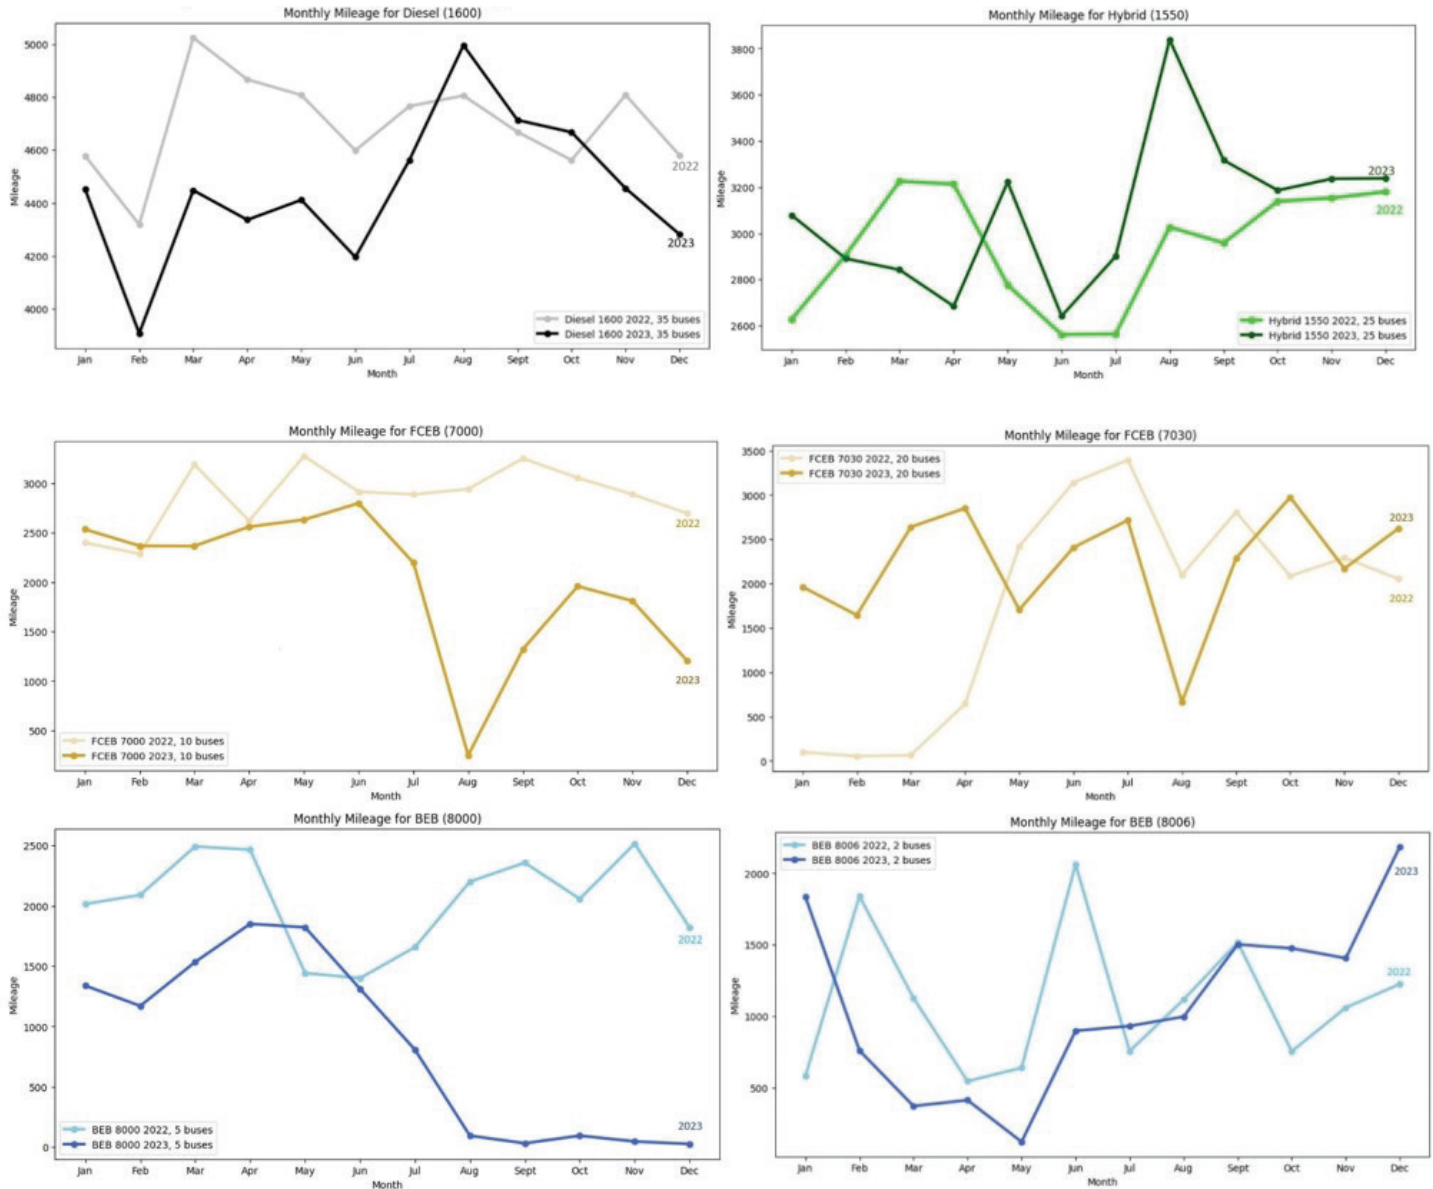 Monthly Mileage for Diesel (1600)
5000
4800
4600
4400
4200
4000
Mileage
2022
2023
Diesel 1600 2022, 35 buses
Diesel 1600 2023, 35 buses
Jan Feb Mar Apr May Jun Jul Aug Sept Oct Nov Dec
Month
Monthly Mileage for Hybrid (1550)
3800
3600
3400
3200
3000
2800
2600
Mileage
2023
2022
Hybrid 1550 2022, 25 buses
Hybrid 1550 2023, 25 buses
Jan Feb Mar Apr May Jun Jul Aug Sept Oct Nov Dec
Month
Monthly Mileage for FCEB (7000)
3000
2500
2000
1500
1000
500
Mileage
2022
2023
FCEB 7000 2022, 10 buses
FCEB 7000 2023, 10 buses
Jan Feb Mar Apr May Jun Jul Aug Sept Oct Nov Dec
Month
Monthly Mileage for FCEB (7030)
FCEB 7030 2022, 20 buses
FCEB 7030 2023, 20 buses
3500
3000
2500
2000
1500
1000
500
0
Mileage
2023
2022
Jan Feb Mar Apr May Jun Jul Aug Sept Oct Nov Dec
Month
Monthly Mileage for BEB (8000)
2500
2000
1500
1000
500
0
Mileage
2022
2023
BEB 8000 2022, 5 buses
BEB 8000 2023, 5 buses
Jan Feb Mar Apr May Jun Jul Aug Sept Oct Nov Dec
Month
Monthly Mileage for BEB (8006)
BEB 8006 2022, 2 buses
BEB 8006 2023, 2 buses
2000
1500
1000
500
Mileage
2023
2022
Jan Feb Mar Apr May Jun Jul Aug Sept Oct Nov Dec
Month